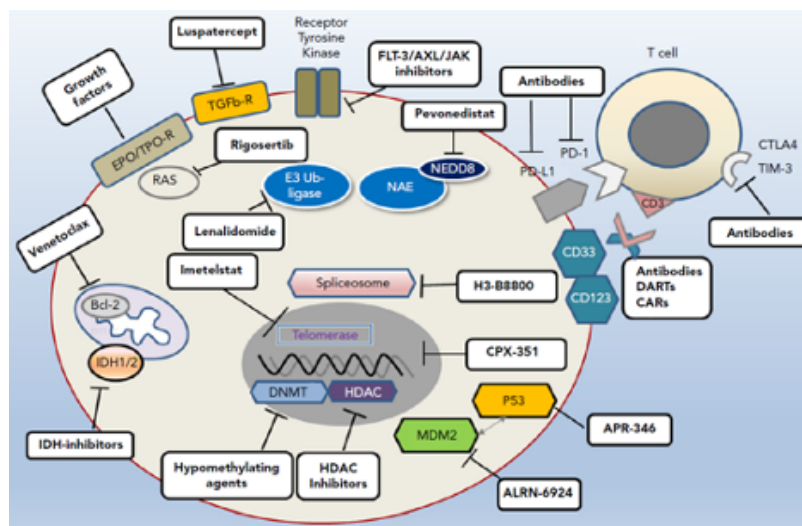 Luspatercept
Receptor
Tyrosine
Kinase
T cell
FLT-3/AXL/JAK
inhibitors
Antibodies
Growth
factors
TGFb-R
Pevonedistat
EPO/TPO-R
Rigosertib
RAS
E3 Ub-
ligase
NAE
NEDD8
PD-1
PD-L1
CTLA4
TIM-3
CD3
Antibodies
Lenalidomide
Venetoclax
Imetelstat
CD33
CD123
Antibodies
DARTs
CARs
Spliceosome
H3-B8800
Bcl-2
IDH1/2
Telomerase
CPX-351
DNMT
HDAC
P53
MDM2
APR-346
IDH-inhibitors
Hypomethylating
agents
HDAC
Inhibitors
ALRN-6924